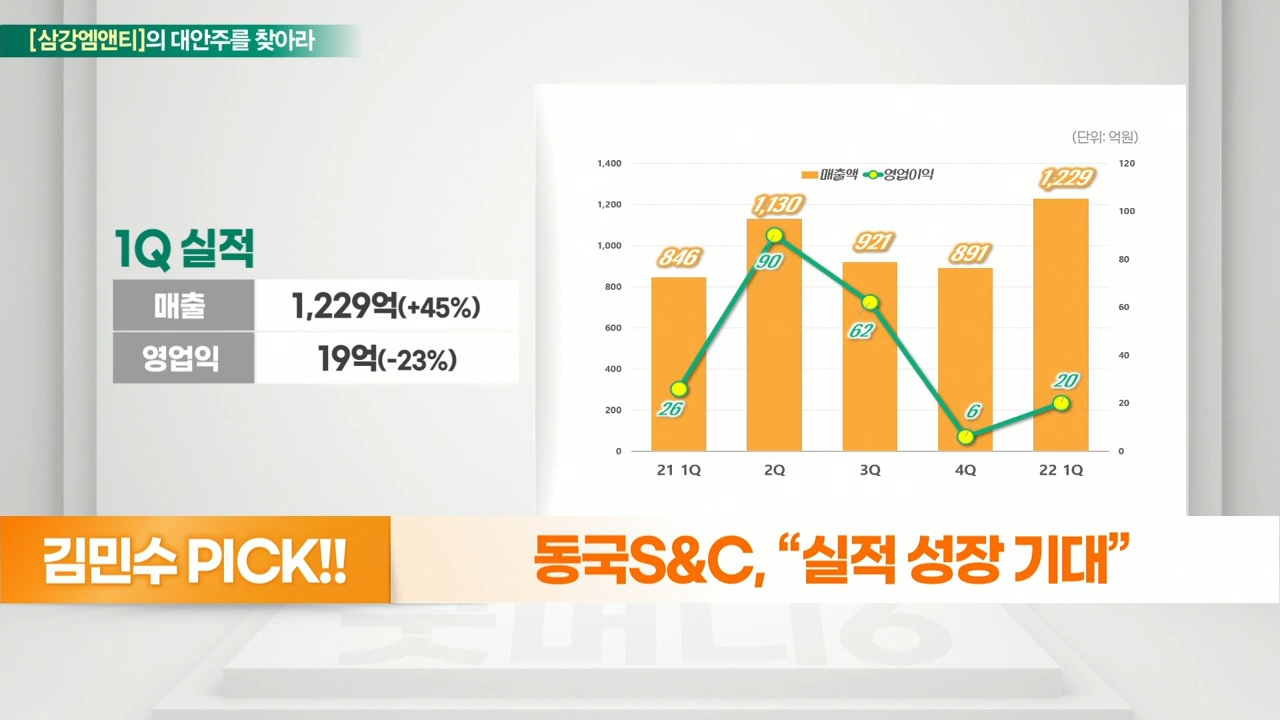 [삼강엠앤티]의 대안주를 찾아라
1Q 실적
매출 1,229억(+45%)
영업익 19억(-23%)
(단위: 억원)
매출액 영업이익
1,400
1,200
1,000
800
600
400
200
0
120
100
80
60
40
20
0
846
1,130
921
891
1,229
26
90
62
6
20
21 1Q
2Q
3Q
4Q
22 1Q
김민수 PICK!!
동국S&C, “실적 성장 기대”
굿머니6